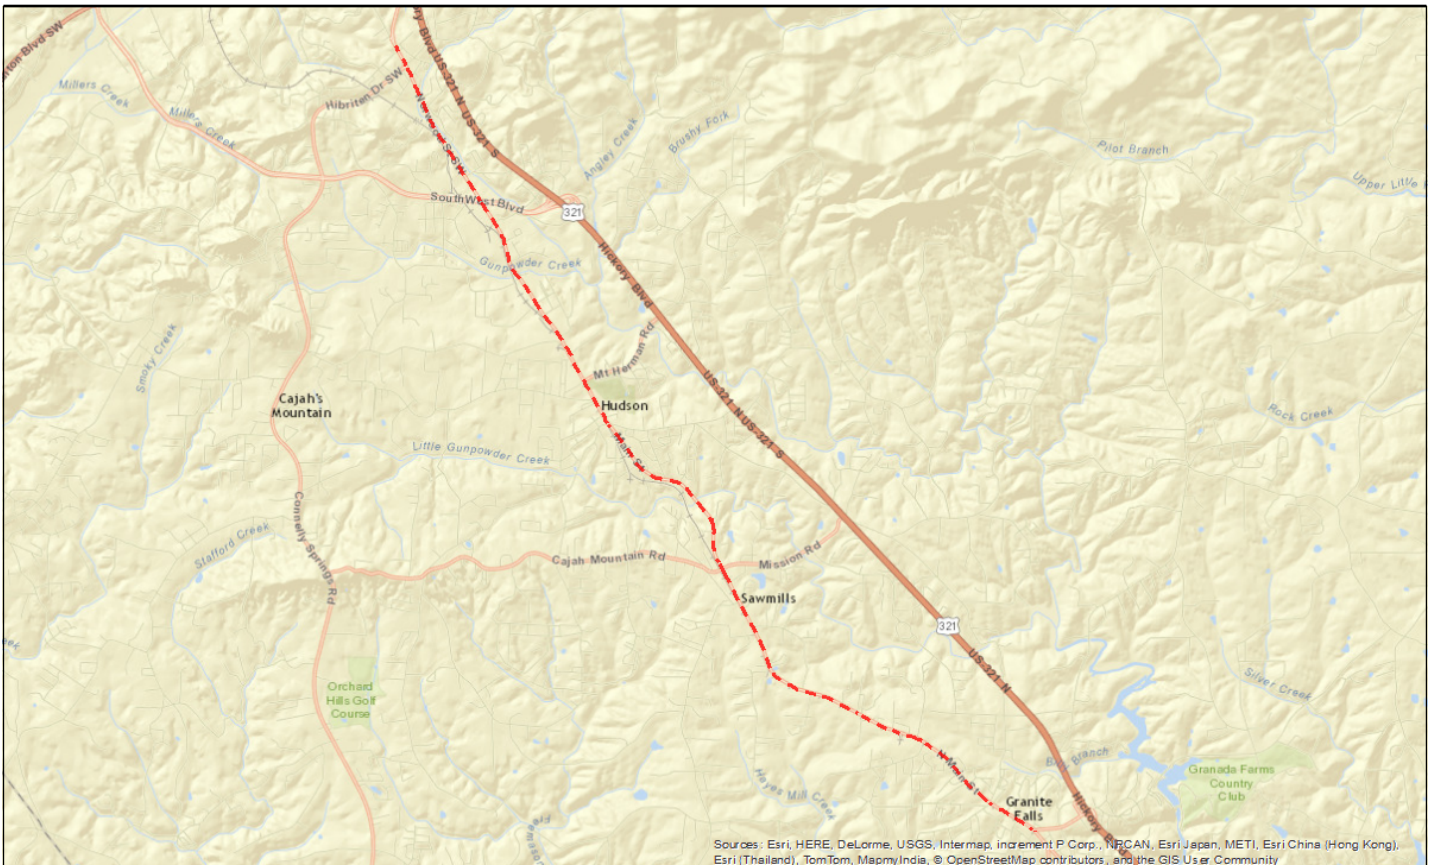 Blvd US 321 N US-321 S
Hibriten Dr SW
Millers Creek
Millers Creek
Angley Creek
Brushy Fork
Pilot Branch
Upper Little
SouthWest Blvd
321
Gunpowder Creek
Hickory Blvd
Smoky Creek
Mt Herman Rd
US 321 N US-321 S
Cajah's
Mountain
Hudson
Rock Creek
Main St
Little Gunpowder Creek
Connelly Springs Rd
Stafford Creek
Cajah Mountain Rd
Mission Rd
Sawmills
321
US 321 N
Silver Creek
Orchard
Hills Golf
Course
N Main St
Branch
Granada Farms
Country
Club
Hayes Mill Creek
Granite
Falls
Hickory Blvd
Sources: Esri, HERE, DeLorme, USGS, Intermap, increment P Corp., NRCAN, Esri Japan, METI, Esri China (Hong Kong),
Esri (Thailand), TomTom, MapmyIndia, © OpenStreetMap contributors, and the GIS User Community